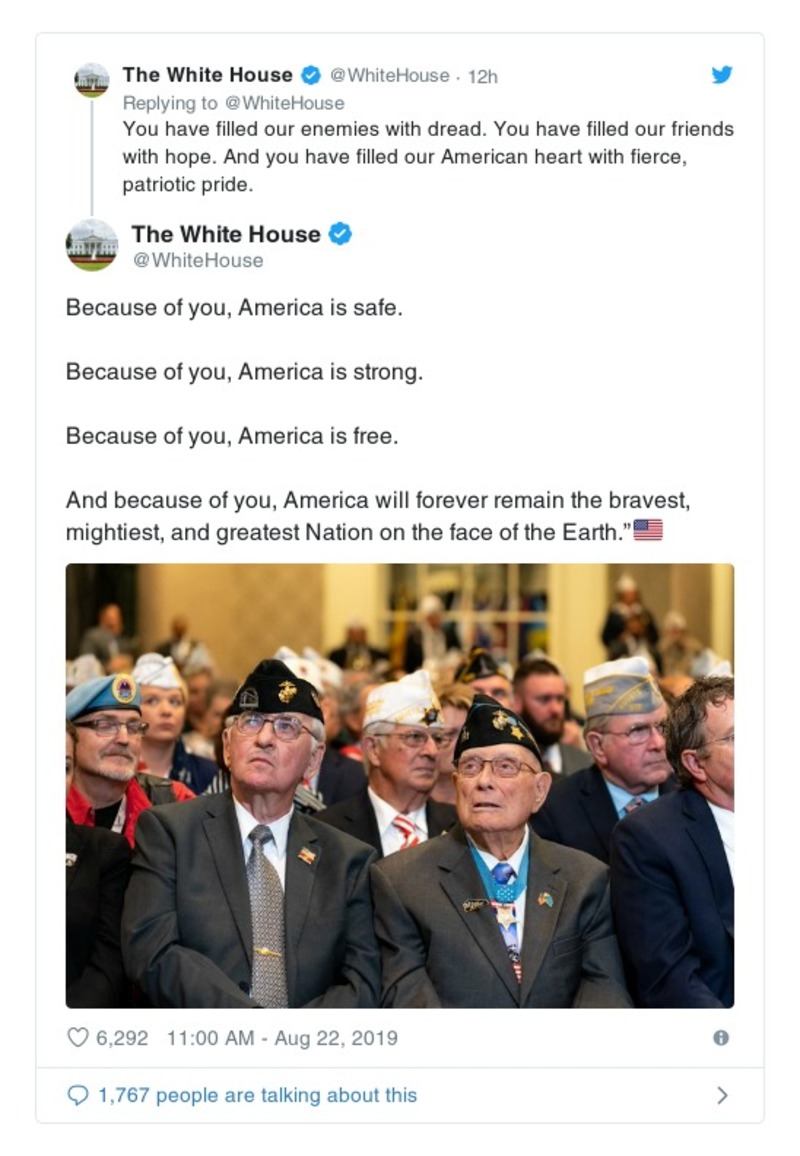 The White House @WhiteHouse · 12h
Replying to @WhiteHouse
You have filled our enemies with dread. You have filled our friends
with hope. And you have filled our American heart with fierce,
patriotic pride.
The White House
@WhiteHouse
Because of you, America is safe.
Because of you, America is strong.
Because of you, America is free.
And because of you, America will forever remain the bravest,
mightiest, and greatest Nation on the face of the Earth.”🇺🇸
6,292 11:00 AM - Aug 22, 2019
1,767 people are talking about this